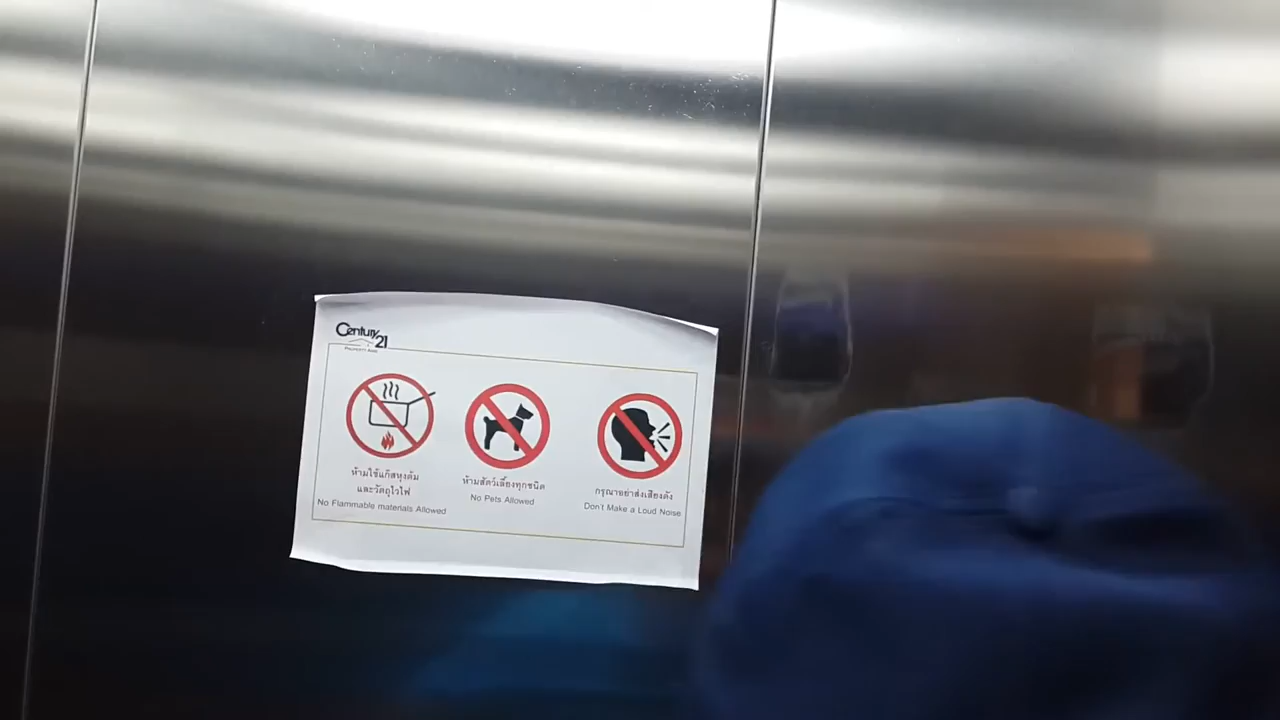 Century 21
ห้ามใช้แก๊สหุงต้ม
และวัตถุไวไฟ
No Flammable materials Allowed
ห้ามสัตว์เลี้ยงทุกชนิด
No Pets Allowed
กรุณาอย่าส่งเสียงดัง
Don't Make a Loud Noise